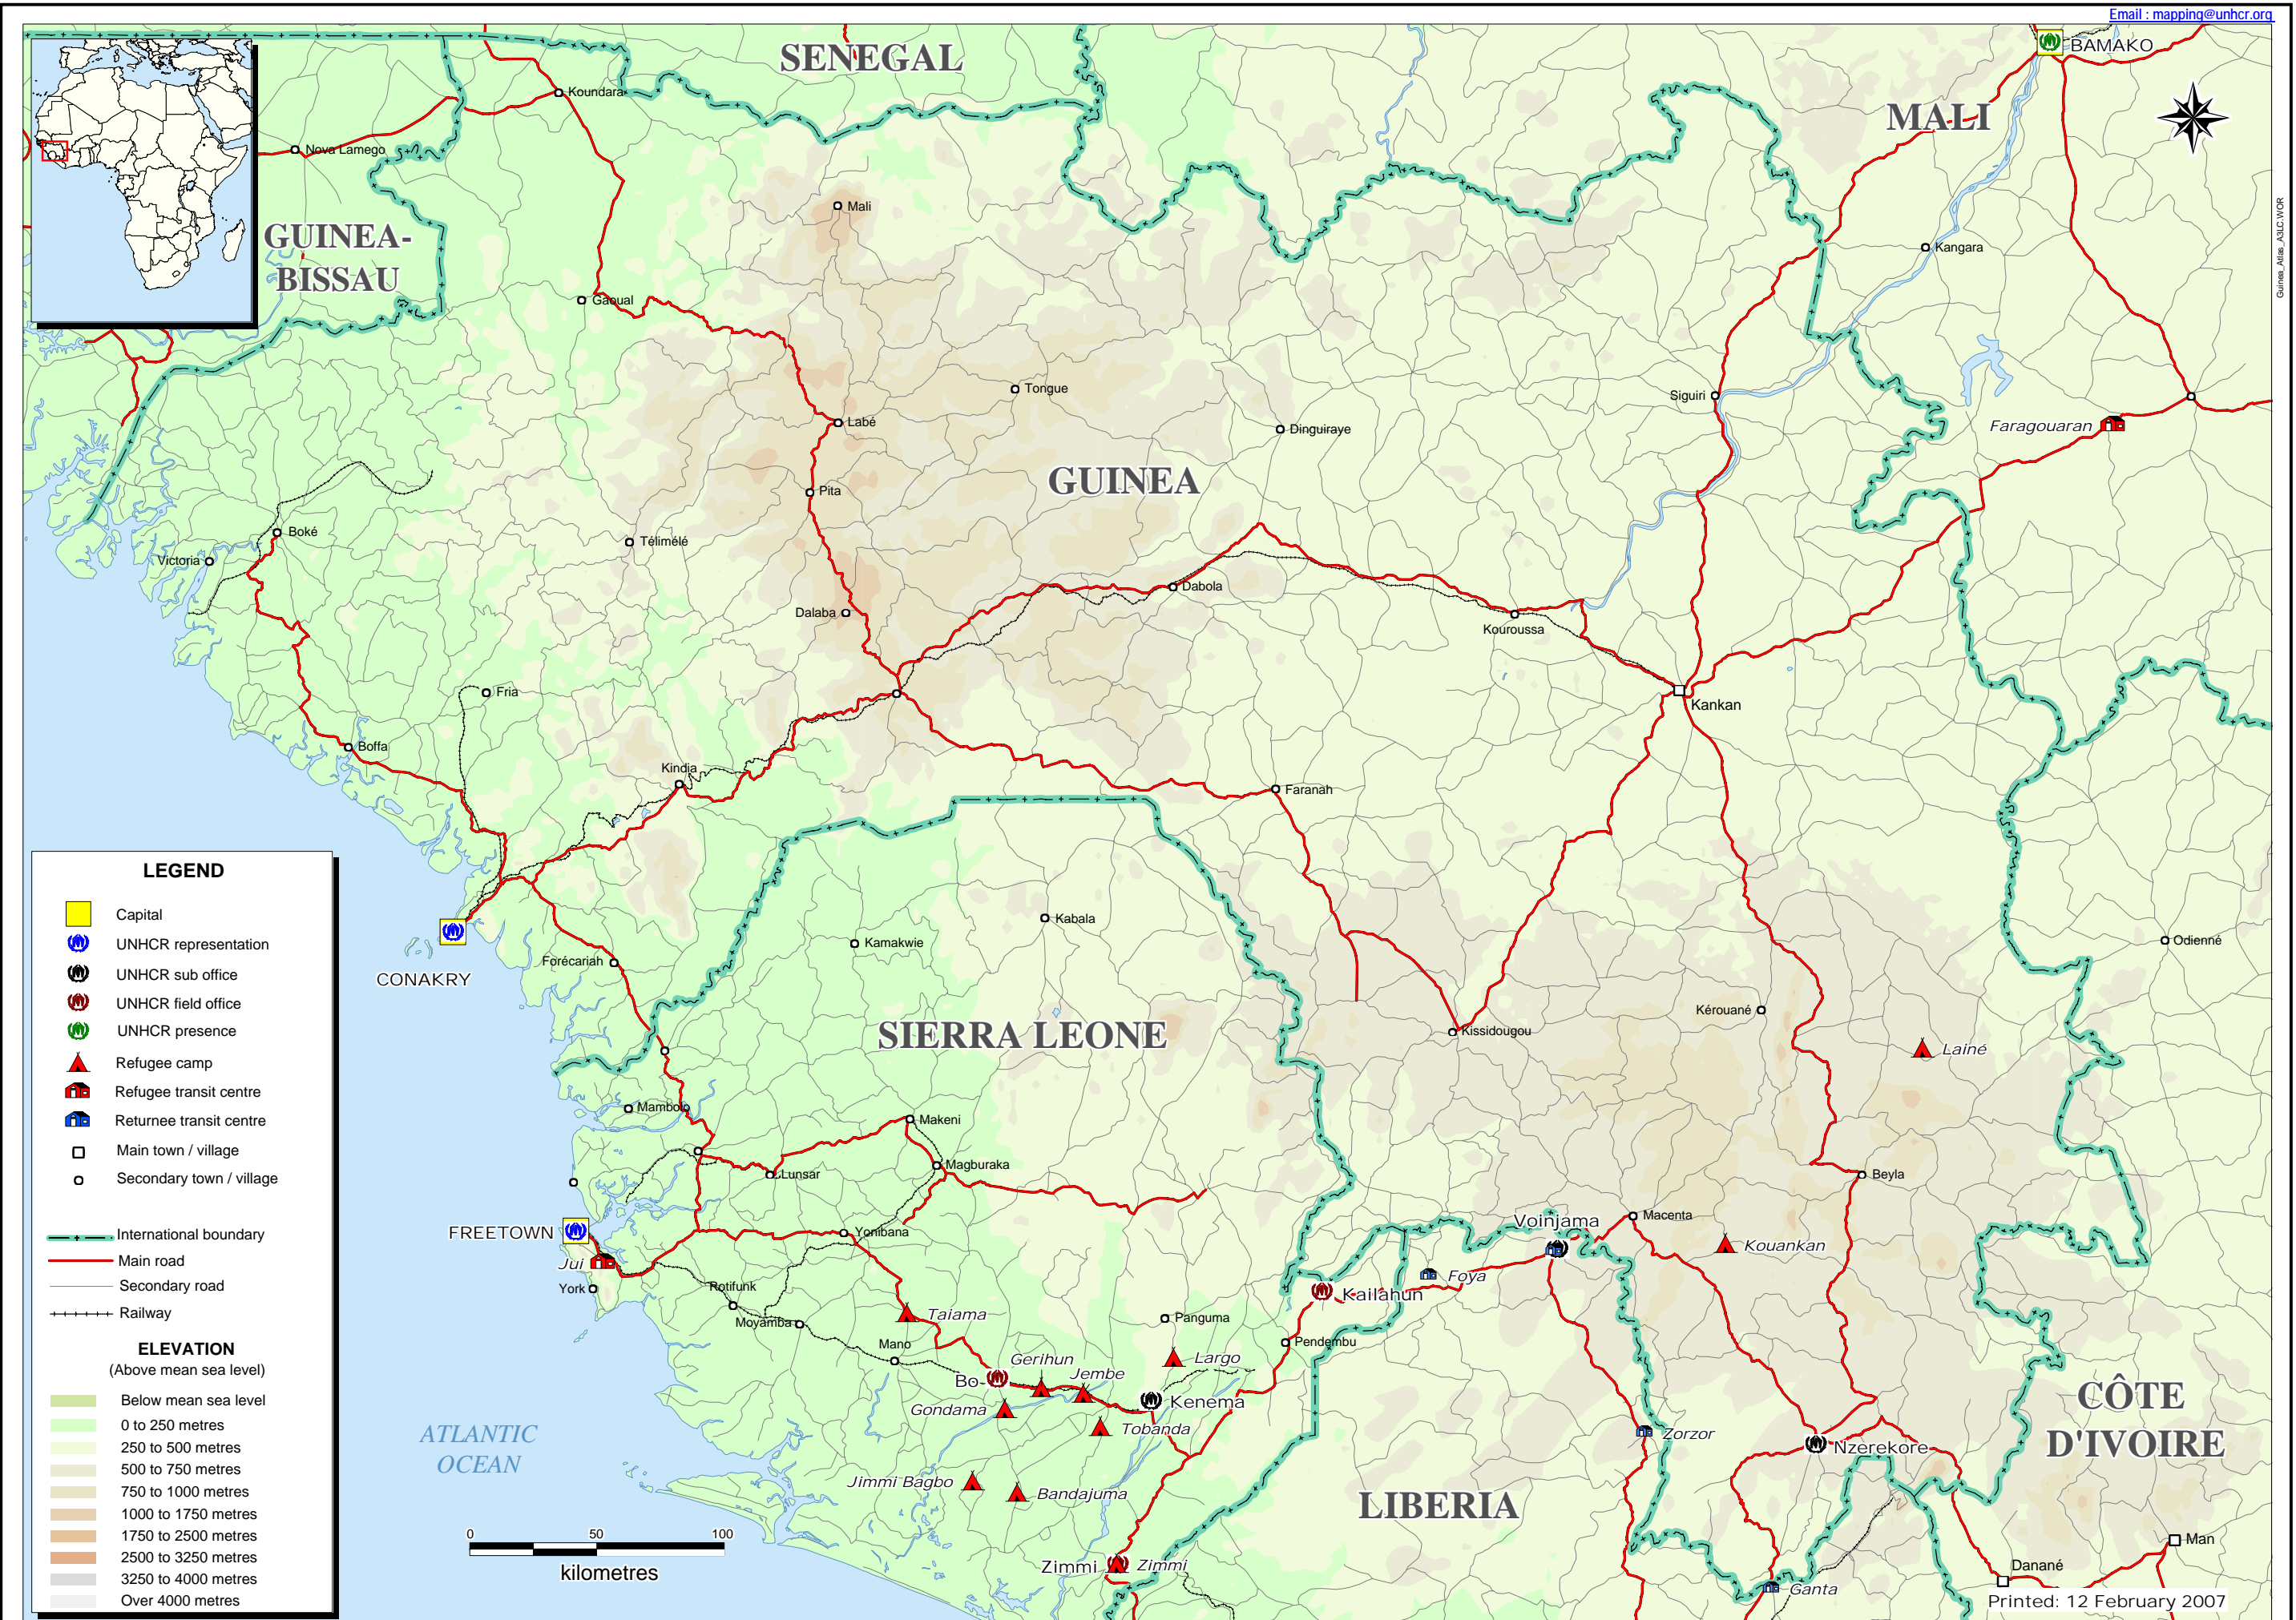 Email : mapping@unhcr.org
SENEGAL
BAMAKO
Koundara
MALI
Nova Lamego
Mali
Guinea_Atlas_A3LC.WOR
GUINEA-
BISSAU
Kangara
Gaoual
Tongue
Siguiri
Labé
Dinguiraye
Faragouaran
GUINEA
Pita
Boké
Télimélé
Victoria
Dabola
Dalaba
Kouroussa
Fria
Kankan
Boffa
Kindia
Faranah
LEGEND
Capital
UNHCR representation
UNHCR sub office
UNHCR field office
UNHCR presence
Refugee camp
Refugee transit centre
Returnee transit centre
Main town / village
Secondary town / village
International boundary
Main road
Secondary road
Railway
ELEVATION
(Above mean sea level)
Below mean sea level
0 to 250 metres
250 to 500 metres
500 to 750 metres
750 to 1000 metres
1000 to 1750 metres
1750 to 2500 metres
2500 to 3250 metres
3250 to 4000 metres
Over 4000 metres
Kabala
Kamakwie
Odienné
Forécariah
CONAKRY
Kérouané
SIERRA LEONE
Kissidougou
Lainé
Mambolo
Makeni
Magburaka
Lunsar
Beyla
Macenta
Voinjama
FREETOWN
Yonibana
Kouankan
Jui
Foya
York
Rotifunk
Kailahun
Taiama
Panguma
Moyamba
Pendembu
Mano
Gerihun
Largo
Jembe
Bo
CÔTE
D'IVOIRE
Kenema
Gondama
Tobanda
Zorzor
ATLANTIC
OCEAN
Nzerekore
Jimmi Bagbo
Bandajuma
LIBERIA
0 50 100
kilometres
Man
Zimmi
Zimmi
Danané
Ganta
Printed: 12 February 2007